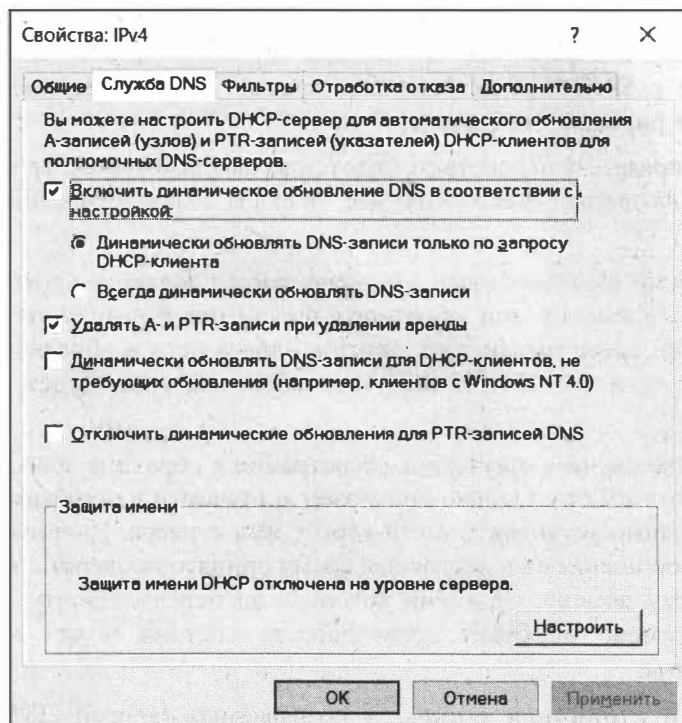 Свойства: IPv4
?
Общие Служба DNS Фильтры Отработка отказа Дополнительно
Вы можете настроить DHCP-сервер для автоматического обновления
A-записей (узлов) и PTR-записей (указателей) DHCP-клиентов для
полномочных DNS-серверов.
Включить динамическое обновление DNS в соответствии с
настройкой:
Динамически обновлять DNS-записи только по запросу
DHCP-клиента
Всегда динамически обновлять DNS-записи
Удалять A- и PTR-записи при удалении аренды
Динамически обновлять DNS-записи для DHCP-клиентов, не
требующих обновления (например, клиентов с Windows NT 4.0)
Отключить динамические обновления для PTR-записей DNS
Защита имени
Защита имени DHCP отключена на уровне сервера.
Настроить
ОК Отмена Применить